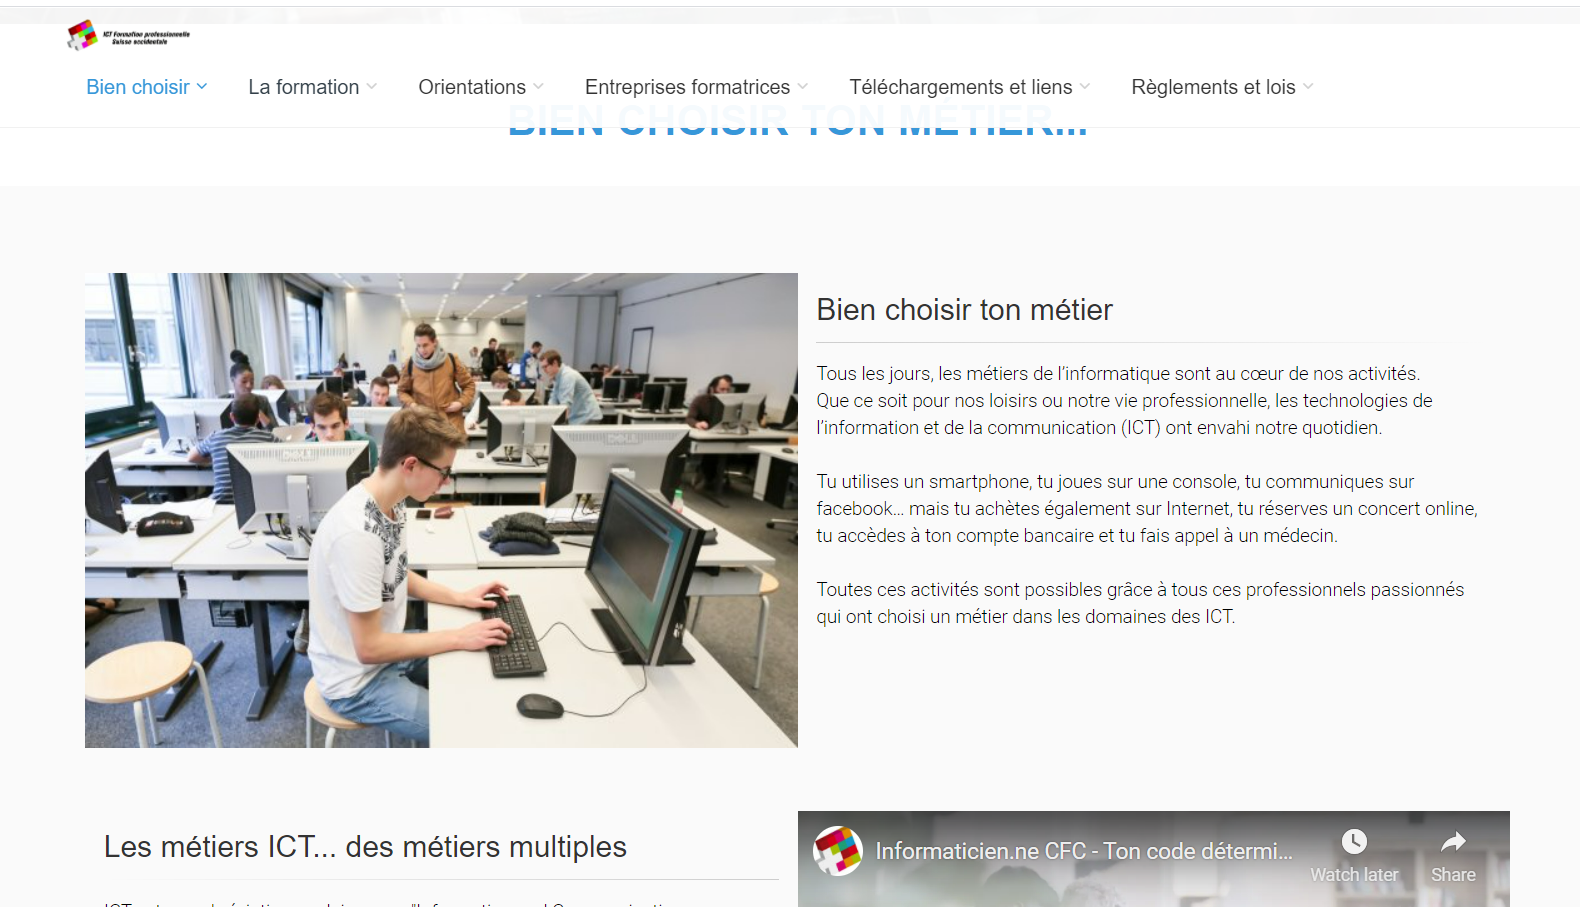 ICT Formation professionnelle
Suisse occidentale
Bien choisir
La formation
Orientations
Entreprises formatrices
Téléchargements et liens
Règlements et lois
BIEN CHOISIR TON MÉTIER...
DELL
DELL
Bien choisir ton métier
Tous les jours, les métiers de l'informatique sont au cœur de nos activités.
Que ce soit pour nos loisirs ou notre vie professionnelle, les technologies de
l'information et de la communication (ICT) ont envahi notre quotidien.
Tu utilises un smartphone, tu joues sur une console, tu communiques sur
facebook... mais tu achètes également sur Internet, tu réserves un concert online,
tu accèdes à ton compte bancaire et tu fais appel à un médecin.
Toutes ces activités sont possibles grâce à tous ces professionnels passionnés
qui ont choisi un métier dans les domaines des ICT.
Les métiers ICT... des métiers multiples
Informaticien.ne CFC - Ton code détermi...
Watch later
Share